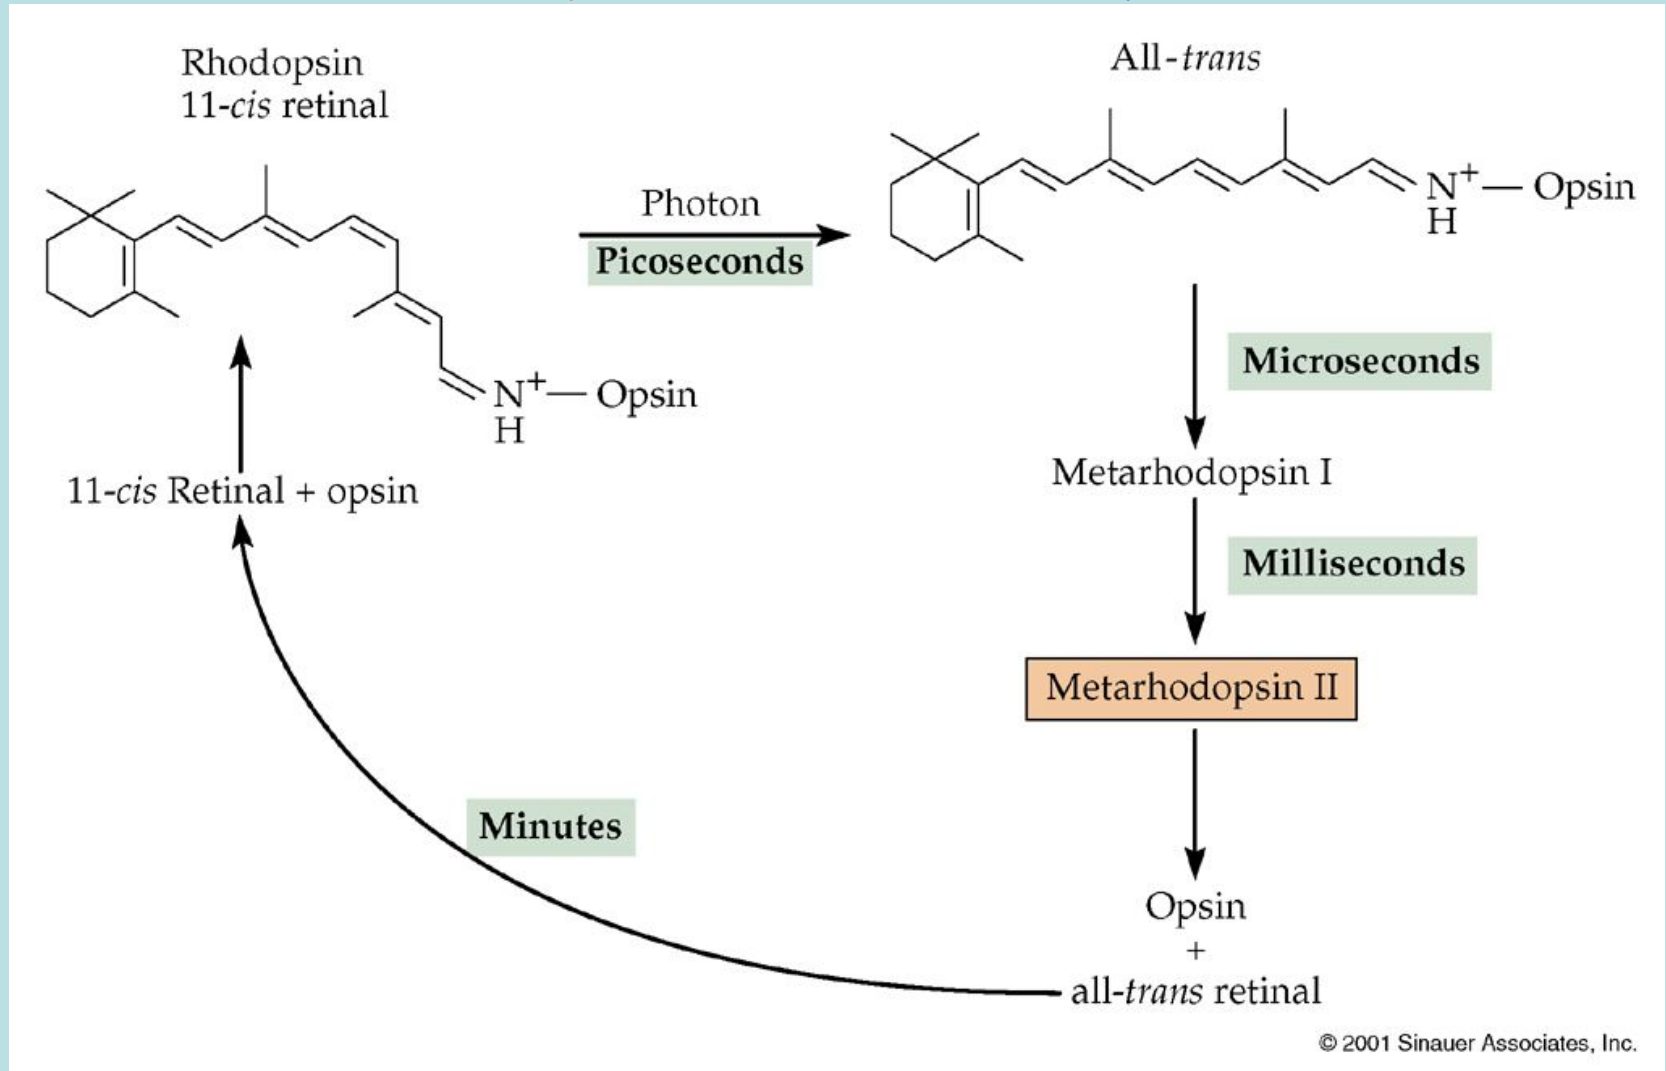 Rhodopsin
11-cis retinal
All-trans
Photon
Picoseconds
N+— Opsin
H
N+— Opsin
H
Microseconds
Metarhodopsin I
11-cis Retinal + opsin
Milliseconds
Metarhodopsin II
Minutes
Opsin
+
all-trans retinal
© 2001 Sinauer Associates, Inc.